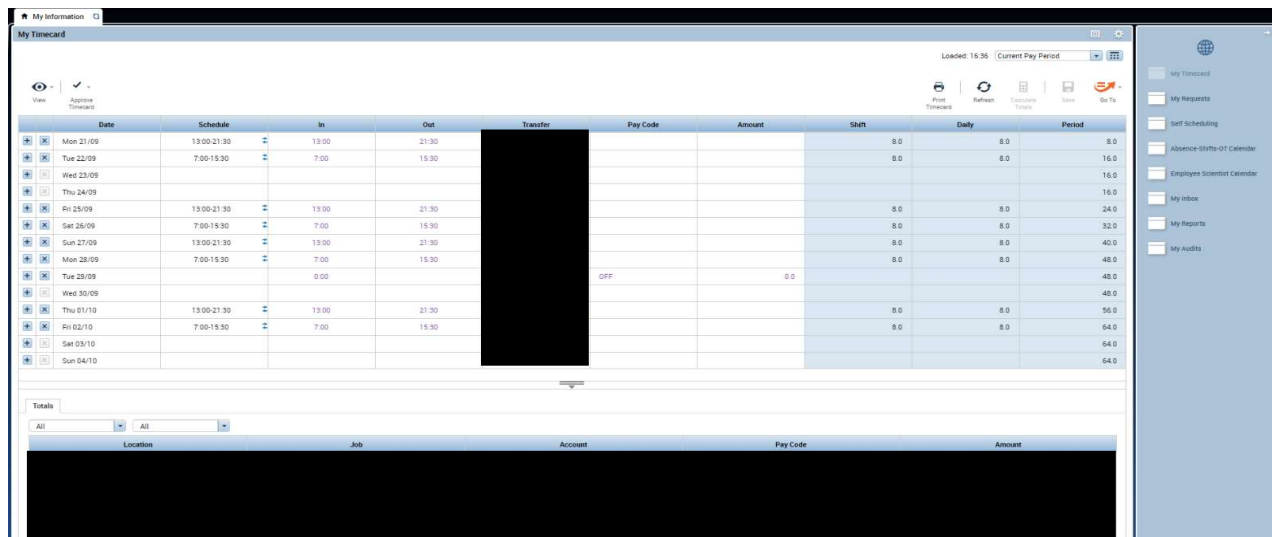 My Information
My Timecard
Loaded: 16:36 Current Pay Period
View Approve Timecard Print Timecard Refresh Calculate Totals Save Go To
Date Schedule In Out Transfer Pay Code Amount Shift Daily Period
Mon 21/09 13:00-21:30 13:00 21:30 8.0 8.0 8.0
Tue 22/09 7:00-15:30 7:00 15:30 8.0 8.0 16.0
Wed 23/09 16.0
Thu 24/09 16.0
Fri 25/09 13:00-21:30 13:00 21:30 8.0 8.0 24.0
Sat 26/09 7:00-15:30 7:00 15:30 8.0 8.0 32.0
Sun 27/09 13:00-21:30 13:00 21:30 8.0 8.0 40.0
Mon 28/09 7:00-15:30 7:00 15:30 8.0 8.0 48.0
Tue 29/09 0:00 OFF 0.0 48.0
Wed 30/09 48.0
Thu 01/10 13:00-21:30 13:00 21:30 8.0 8.0 56.0
Fri 02/10 7:00-15:30 7:00 15:30 8.0 8.0 64.0
Sat 03/10 64.0
Sun 04/10 64.0
Totals
All All
Location Job Account Pay Code Amount
My Timecard
My Requests
Self Scheduling
Absence-Shifts-OT Calendar
Employee Scientist Calendar
My Inbox
My Reports
My Audits